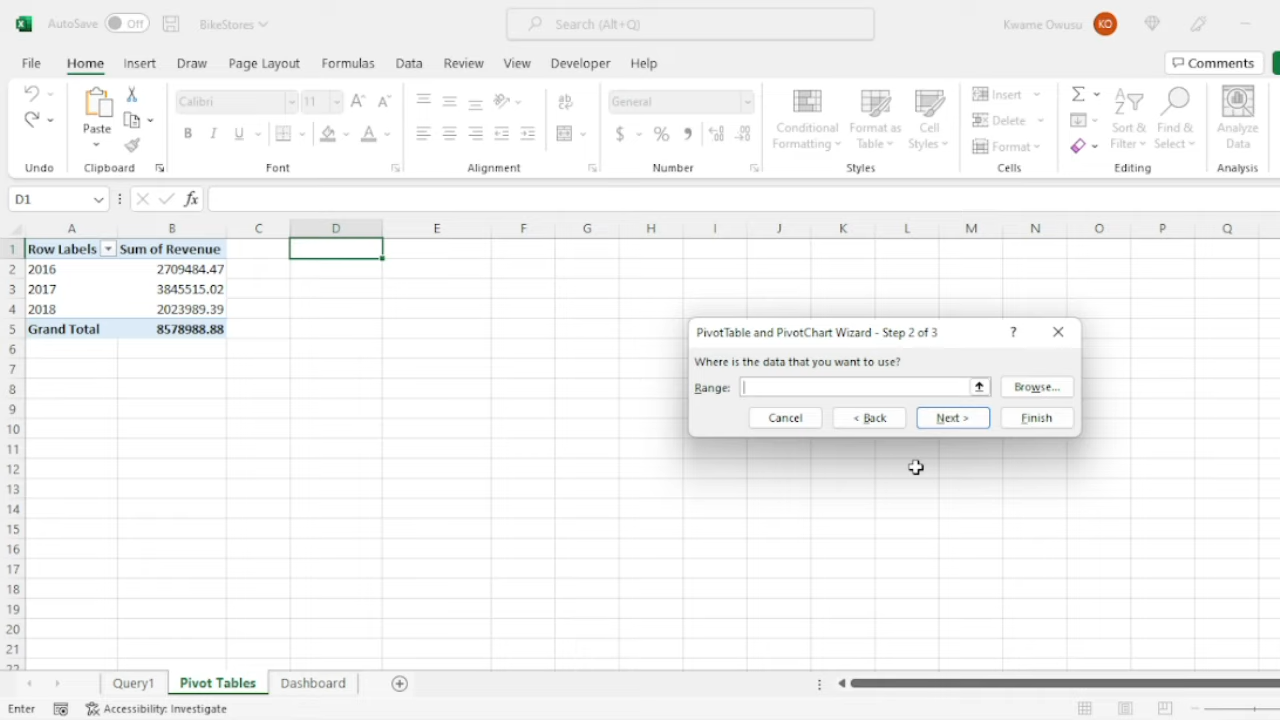 AutoSave Off BikeStores Search (Alt+Q) Kwame Owusu KO
File Home Insert Draw Page Layout Formulas Data Review View Developer Help Comments
Calibri 11 General Insert
Paste Conditional Format as Cell Delete Sort & Find & Analyze
B I U $ % Formatting Table Styles Format Filter Select Data
Undo Clipboard Font Alignment Number Styles Cells Editing Analysis
D1 fx
A B C D E F G H I J K L M N O P Q
1 Row Labels Sum of Revenue
2 2016 2709484.47
3 2017 3845515.02
4 2018 2023989.39
5 Grand Total 8578988.88
6
7
8
9
10
11
12
13
14
15
16
17
18
19
20
21
22
PivotTable and PivotChart Wizard - Step 2 of 3 ?
Where is the data that you want to use?
Range: Browse...
Cancel < Back Next > Finish
Query1 Pivot Tables Dashboard
Enter Accessibility: Investigate